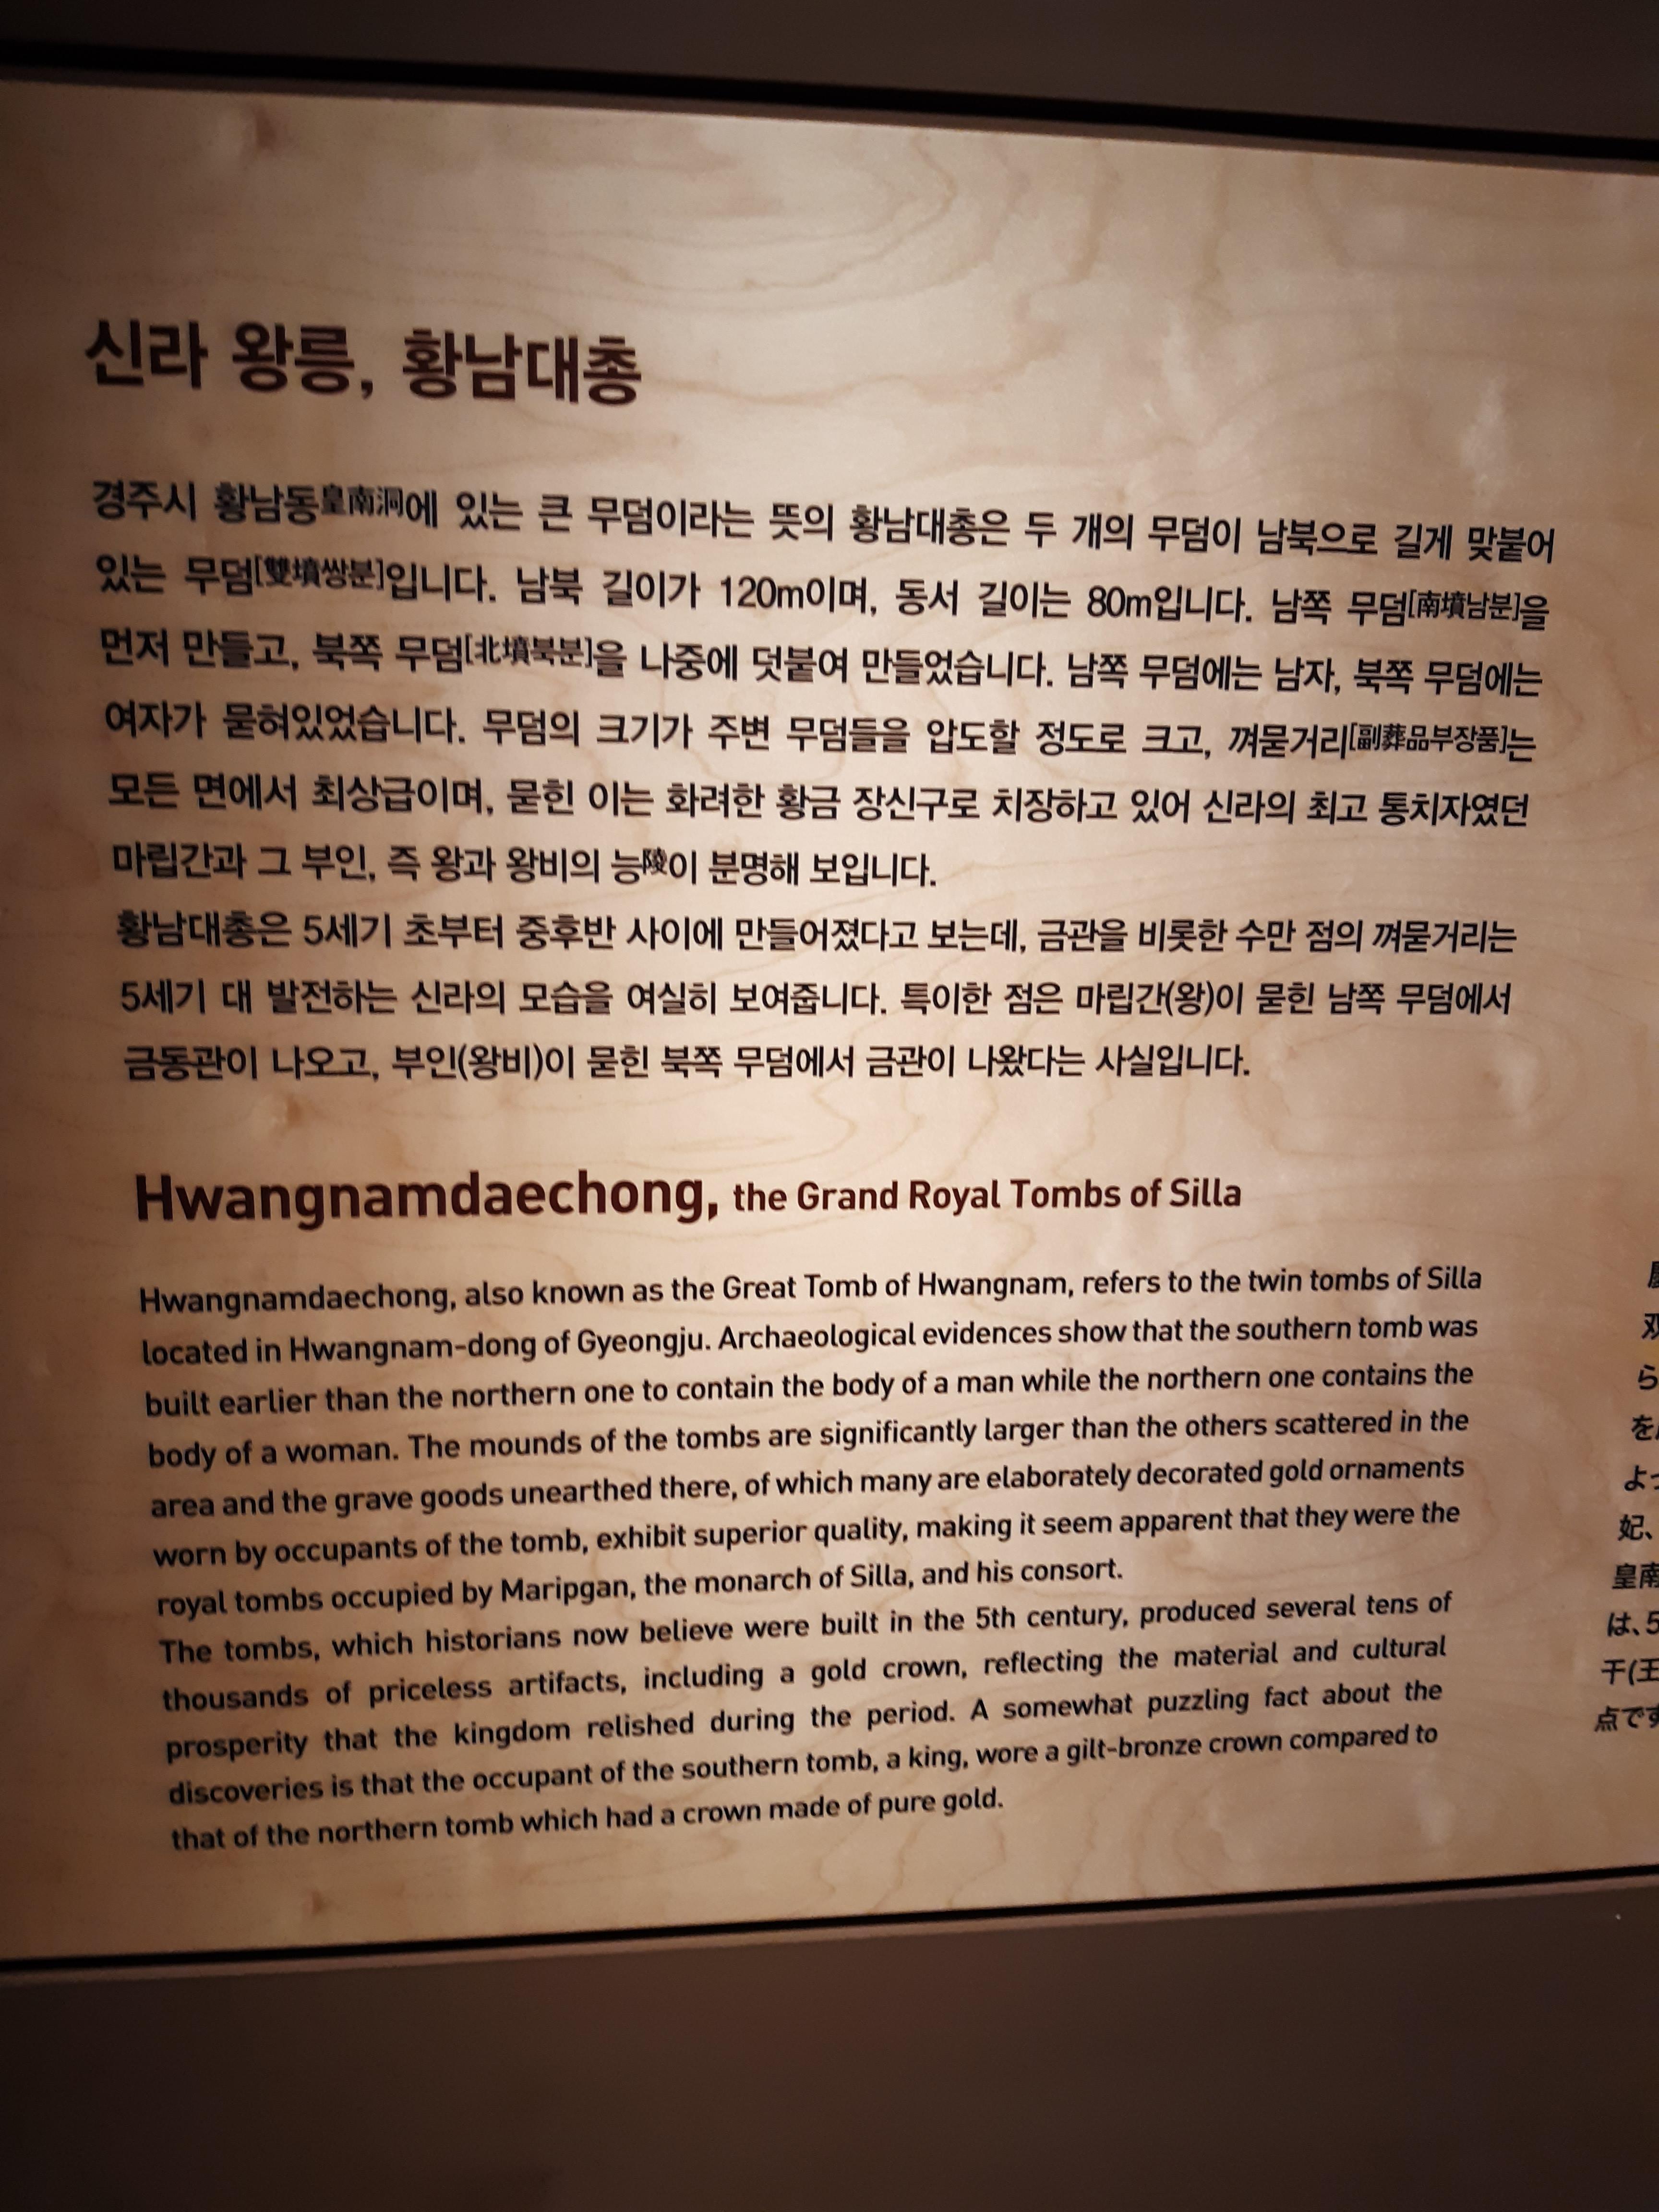 신라 왕릉, 황남대총
경주시 황남동皇南洞에 있는 큰 무덤이라는 뜻의 황남대총은 두 개의 무덤이 남북으로 길게 맞붙어
있는 무덤[雙墳쌍분]입니다. 남북 길이가 120m이며, 동서 길이는 80m입니다. 남쪽 무덤[南墳남분]을
먼저 만들고, 북쪽 무덤[北墳북분]을 나중에 덧붙여 만들었습니다. 남쪽 무덤에는 남자, 북쪽 무덤에는
여자가 묻혀있었습니다. 무덤의 크기가 주변 무덤들을 압도할 정도로 크고, 껴묻거리[副葬品부장품]는
모든 면에서 최상급이며, 묻힌 이는 화려한 황금 장신구로 치장하고 있어 신라의 최고 통치자였던
마립간과 그 부인, 즉 왕과 왕비의 능陵이 분명해 보입니다.
황남대총은 5세기 초부터 중후반 사이에 만들어졌다고 보는데, 금관을 비롯한 수만 점의 껴묻거리는
5세기 대 발전하는 신라의 모습을 여실히 보여줍니다. 특이한 점은 마립간(왕)이 묻힌 남쪽 무덤에서
금동관이 나오고, 부인(왕비)이 묻힌 북쪽 무덤에서 금관이 나왔다는 사실입니다.
Hwangnamdaechong, the Grand Royal Tombs of Silla
Hwangnamdaechong, also known as the Great Tomb of Hwangnam, refers to the twin tombs of Silla
located in Hwangnam-dong of Gyeongju. Archaeological evidences show that the southern tomb was
built earlier than the northern one to contain the body of a man while the northern one contains the
body of a woman. The mounds of the tombs are significantly larger than the others scattered in the
area and the grave goods unearthed there, of which many are elaborately decorated gold ornaments
worn by occupants of the tomb, exhibit superior quality, making it seem apparent that they were the
royal tombs occupied by Maripgan, the monarch of Silla, and his consort.
The tombs, which historians now believe were built in the 5th century, produced several tens of
thousands of priceless artifacts, including a gold crown, reflecting the material and cultural
prosperity that the kingdom relished during the period. A somewhat puzzling fact about the
discoveries is that the occupant of the southern tomb, a king, wore a gilt-bronze crown compared to
that of the northern tomb which had a crown made of pure gold.
ら
を
よっ
妃、
皇南
は、5
干(王
点です